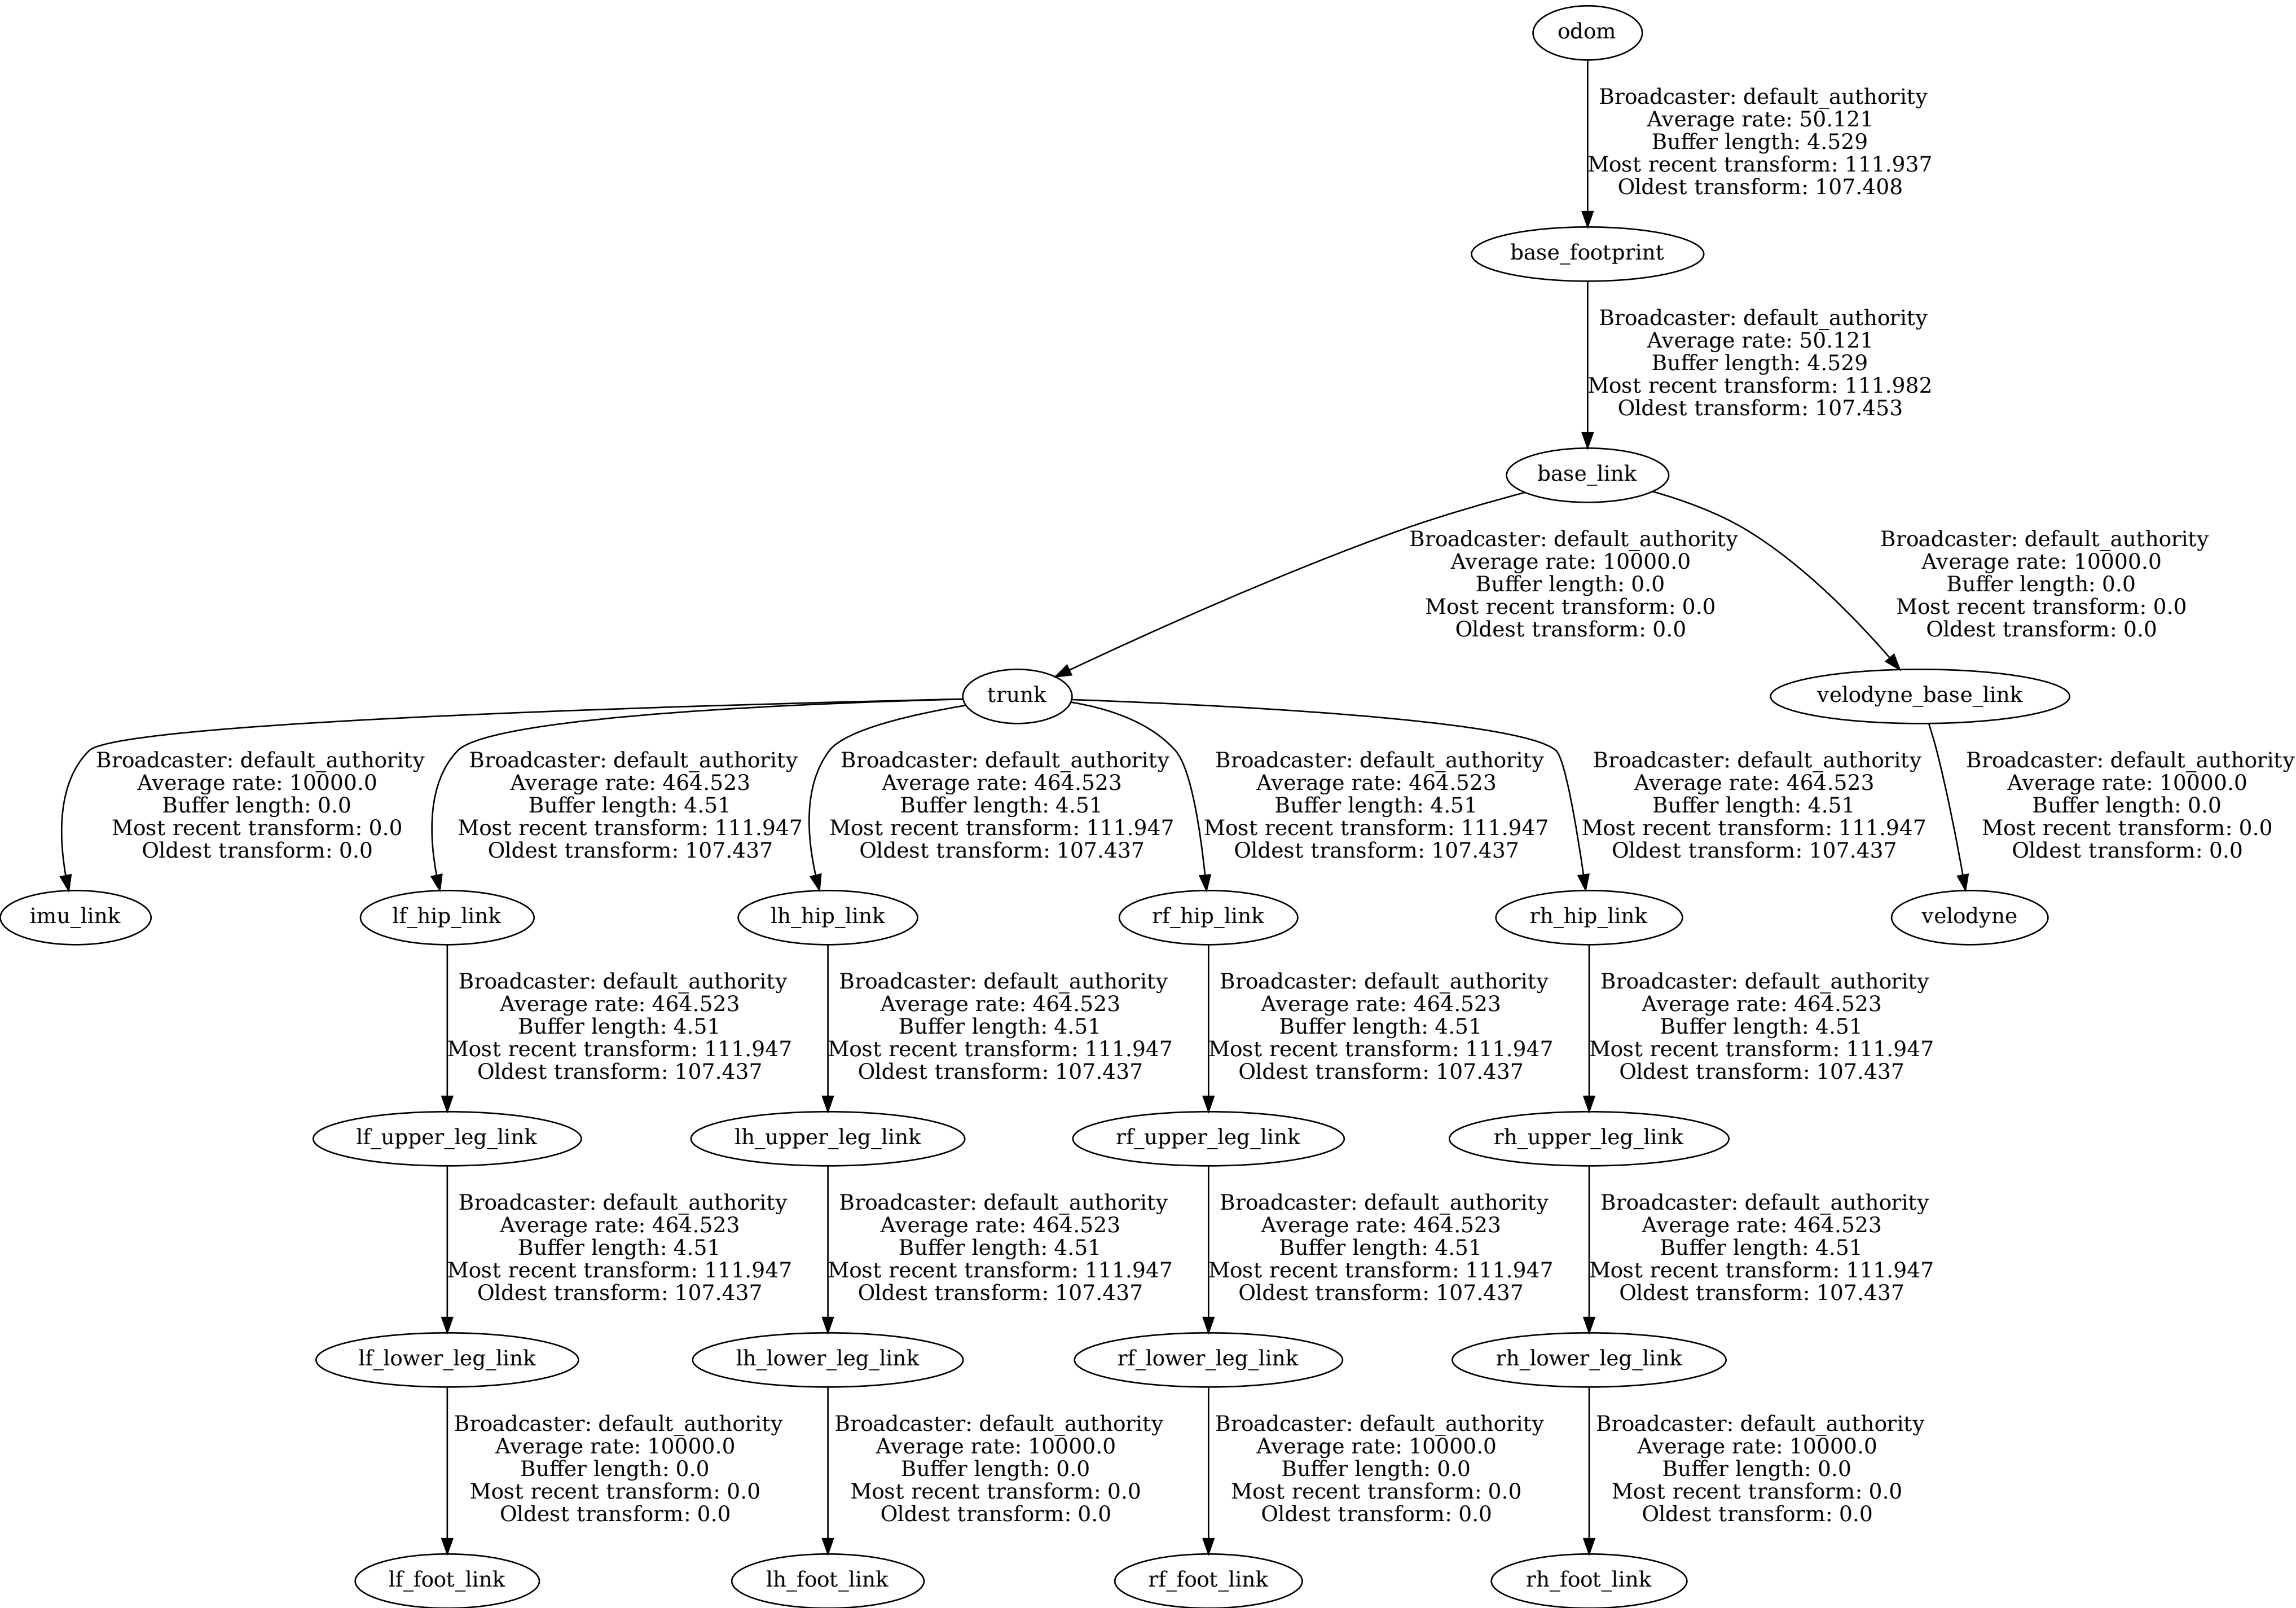 odom
Broadcaster: default_authority
Average rate: 50.121
Buffer length: 4.529
Most recent transform: 111.937
Oldest transform: 107.408
base_footprint
Broadcaster: default_authority
Average rate: 50.121
Buffer length: 4.529
Most recent transform: 111.982
Oldest transform: 107.453
base_link
Broadcaster: default_authority
Average rate: 10000.0
Buffer length: 0.0
Most recent transform: 0.0
Oldest transform: 0.0
Broadcaster: default_authority
Average rate: 10000.0
Buffer length: 0.0
Most recent transform: 0.0
Oldest transform: 0.0
trunk
velodyne_base_link
Broadcaster: default_authority
Average rate: 10000.0
Buffer length: 0.0
Most recent transform: 0.0
Oldest transform: 0.0
Broadcaster: default_authority
Average rate: 464.523
Buffer length: 4.51
Most recent transform: 111.947
Oldest transform: 107.437
Broadcaster: default_authority
Average rate: 464.523
Buffer length: 4.51
Most recent transform: 111.947
Oldest transform: 107.437
Broadcaster: default_authority
Average rate: 464.523
Buffer length: 4.51
Most recent transform: 111.947
Oldest transform: 107.437
Broadcaster: default_authority
Average rate: 464.523
Buffer length: 4.51
Most recent transform: 111.947
Oldest transform: 107.437
Broadcaster: default_authority
Average rate: 10000.0
Buffer length: 0.0
Most recent transform: 0.0
Oldest transform: 0.0
imu_link
lf_hip_link
lh_hip_link
rf_hip_link
rh_hip_link
velodyne
Broadcaster: default_authority
Average rate: 464.523
Buffer length: 4.51
Most recent transform: 111.947
Oldest transform: 107.437
Broadcaster: default_authority
Average rate: 464.523
Buffer length: 4.51
Most recent transform: 111.947
Oldest transform: 107.437
Broadcaster: default_authority
Average rate: 464.523
Buffer length: 4.51
Most recent transform: 111.947
Oldest transform: 107.437
Broadcaster: default_authority
Average rate: 464.523
Buffer length: 4.51
Most recent transform: 111.947
Oldest transform: 107.437
lf_upper_leg_link
lh_upper_leg_link
rf_upper_leg_link
rh_upper_leg_link
Broadcaster: default_authority
Average rate: 464.523
Buffer length: 4.51
Most recent transform: 111.947
Oldest transform: 107.437
Broadcaster: default_authority
Average rate: 464.523
Buffer length: 4.51
Most recent transform: 111.947
Oldest transform: 107.437
Broadcaster: default_authority
Average rate: 464.523
Buffer length: 4.51
Most recent transform: 111.947
Oldest transform: 107.437
Broadcaster: default_authority
Average rate: 464.523
Buffer length: 4.51
Most recent transform: 111.947
Oldest transform: 107.437
lf_lower_leg_link
lh_lower_leg_link
rf_lower_leg_link
rh_lower_leg_link
Broadcaster: default_authority
Average rate: 10000.0
Buffer length: 0.0
Most recent transform: 0.0
Oldest transform: 0.0
Broadcaster: default_authority
Average rate: 10000.0
Buffer length: 0.0
Most recent transform: 0.0
Oldest transform: 0.0
Broadcaster: default_authority
Average rate: 10000.0
Buffer length: 0.0
Most recent transform: 0.0
Oldest transform: 0.0
Broadcaster: default_authority
Average rate: 10000.0
Buffer length: 0.0
Most recent transform: 0.0
Oldest transform: 0.0
lf_foot_link
lh_foot_link
rf_foot_link
rh_foot_link